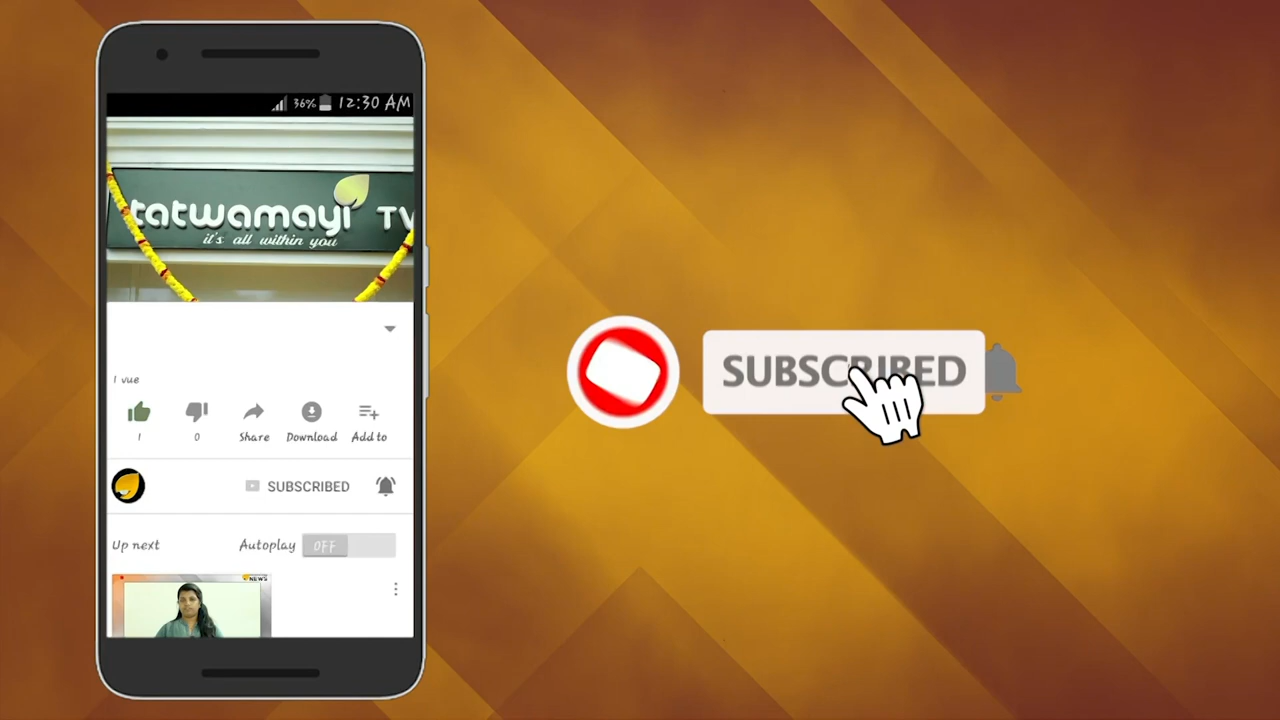 36% 12:30 AM
tatwamayi TV
it's all within you
1 vue
1 0 Share Download Add to
SUBSCRIBED
Up next Autoplay OFF
NEWS
SUBSCRIBED